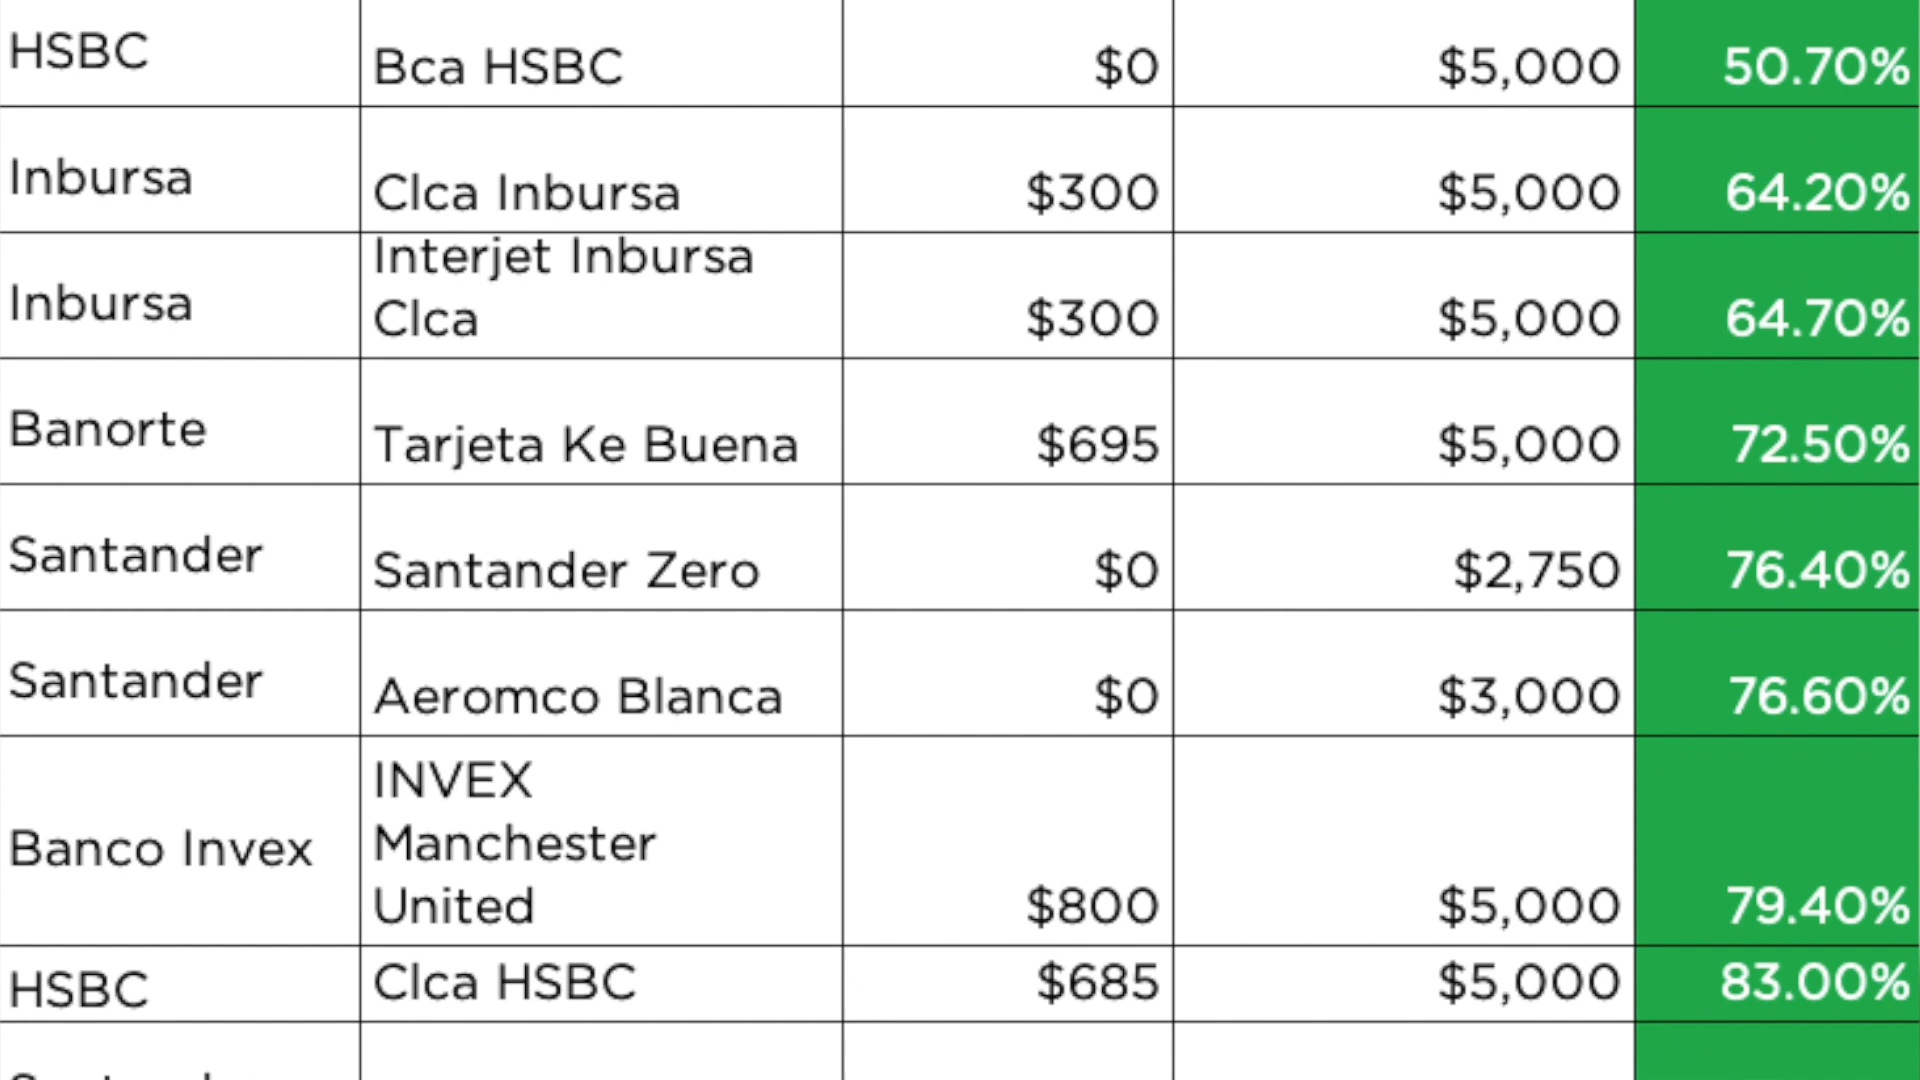 HSBC Bca HSBC $0 $5,000 50.70%
Inbursa Clca Inbursa $300 $5,000 64.20%
Interjet Inbursa
Inbursa Clca $300 $5,000 64.70%
Banorte Tarjeta Ke Buena $695 $5,000 72.50%
Santander Santander Zero $0 $2,750 76.40%
Santander Aeromco Blanca $0 $3,000 76.60%
INVEX
Banco Invex Manchester
United $800 $5,000 79.40%
HSBC Clca HSBC $685 $5,000 83.00%